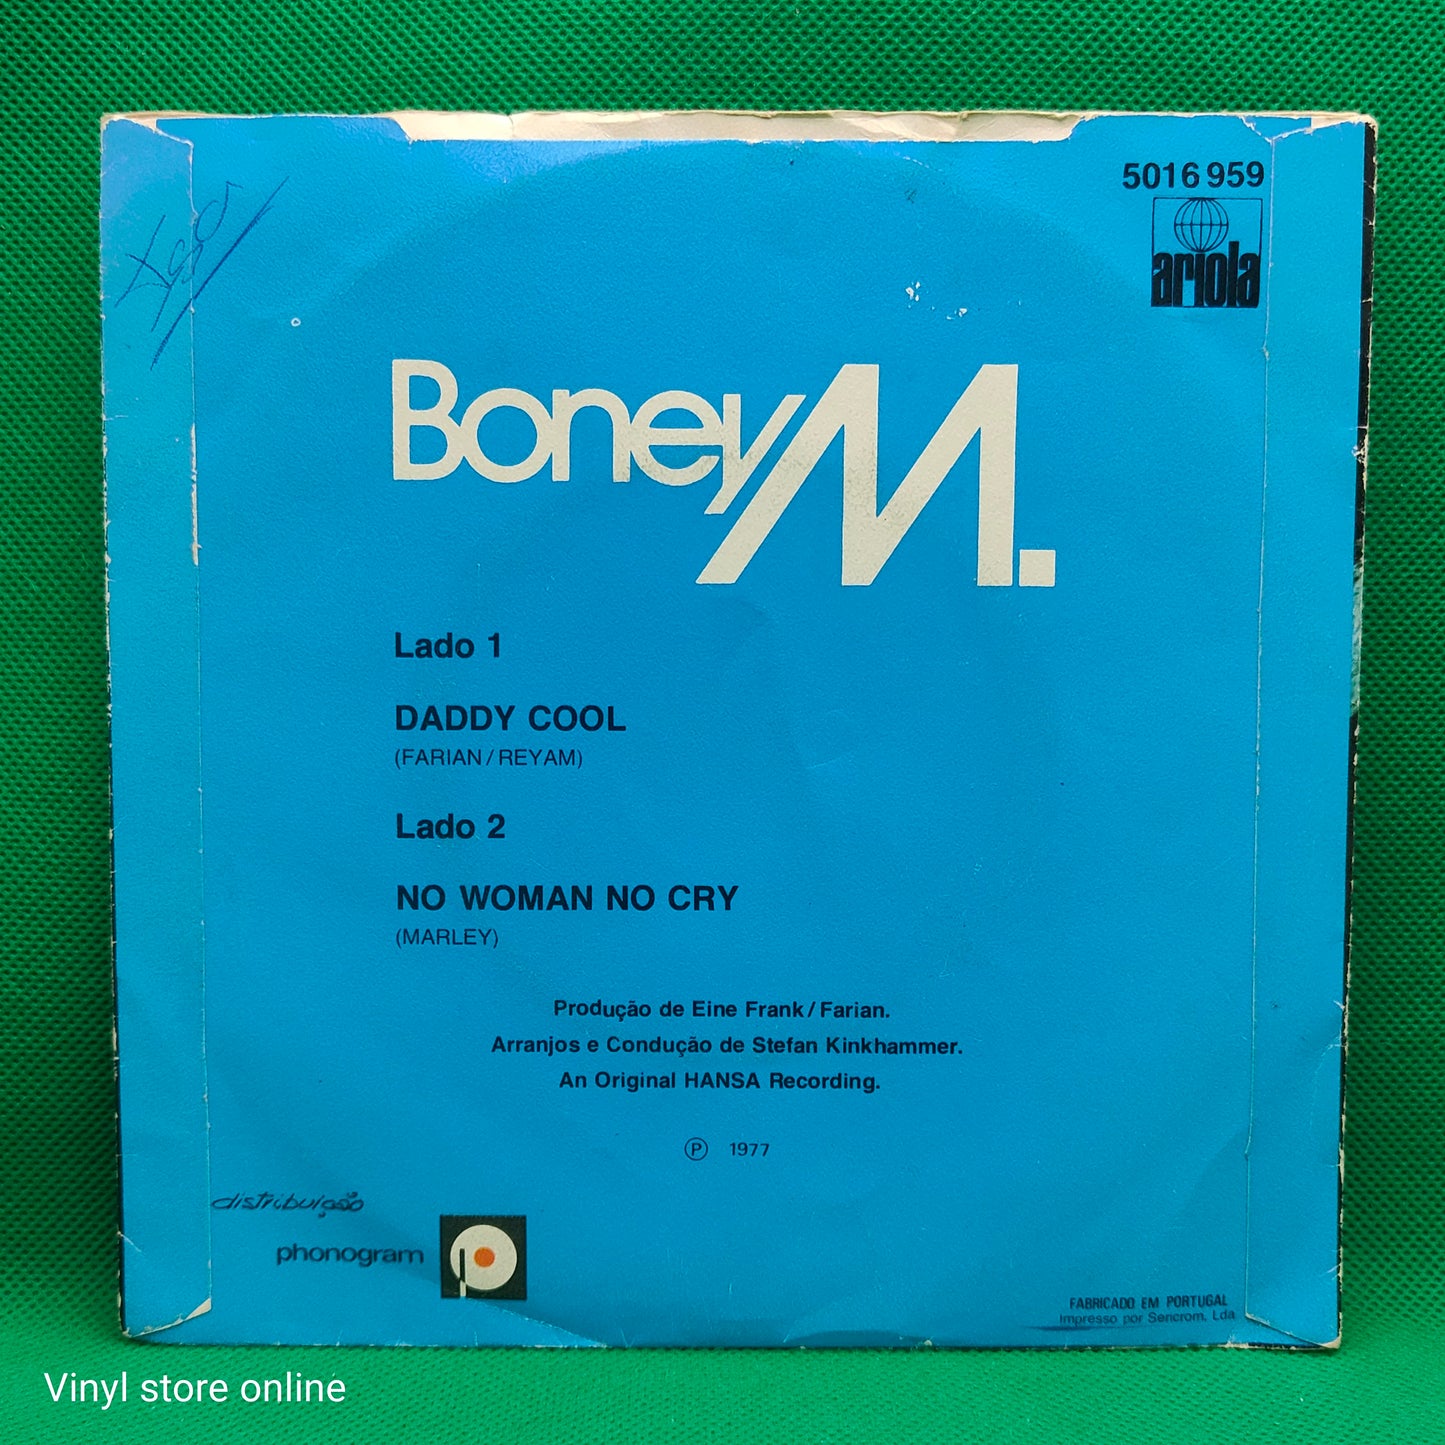 5016 959
ariola
Boney M.
Lado 1
DADDY COOL
(FARIAN / REYAM)
Lado 2
NO WOMAN NO CRY
(MARLEY)
Produção de Eine Frank / Farian.
Arranjos e Condução de Stefan Kinkhammer.
An Original HANSA Recording.
Ⓟ 1977
distribuição
phonogram
FABRICADO EM PORTUGAL
Impresso por Sericrom, Lda
Vinyl store online